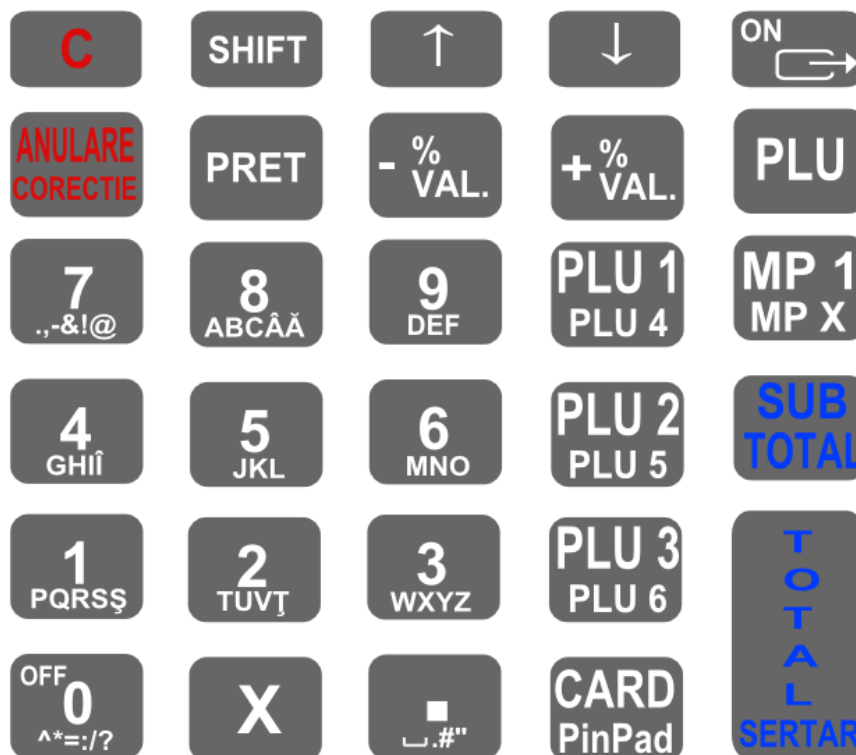 C
SHIFT
↑
↓
ON
ANULARE
CORECTIE
PRET
- % VAL.
+ % VAL.
PLU
7
.,-&!@
8
ABCÂĂ
9
DEF
PLU 1
PLU 4
MP 1
MP X
4
GHIÎ
5
JKL
6
MNO
PLU 2
PLU 5
SUB
TOTAL
1
PQRSŞ
2
TUVŢ
3
WXYZ
PLU 3
PLU 6
TOTAL
SERTAR
OFF
0
^*=:/?
X
.
⎵.#"
CARD
PinPad